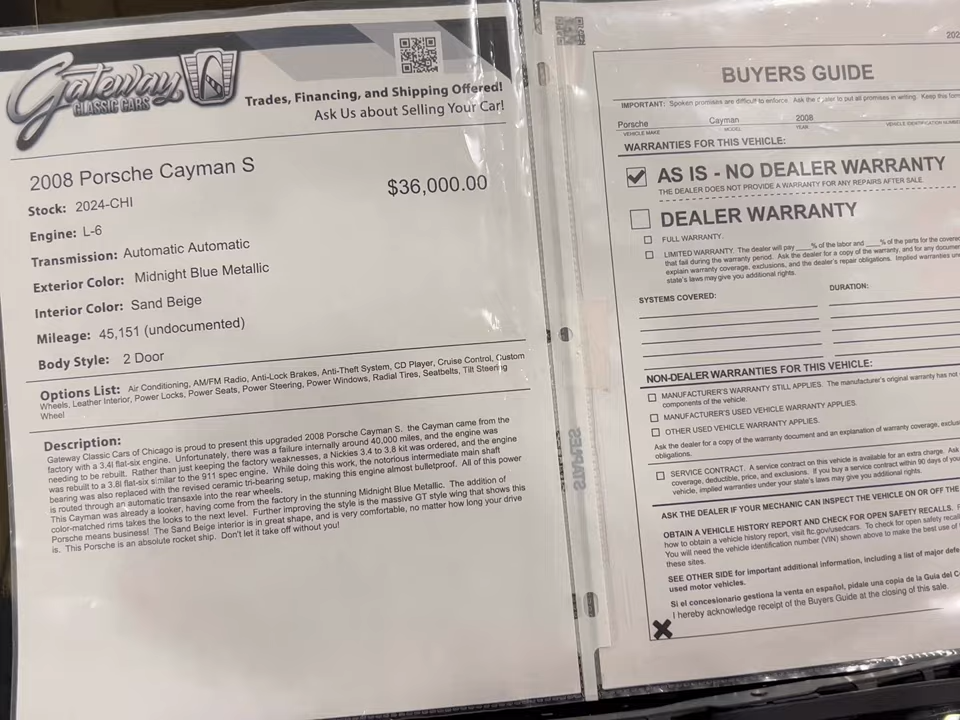 Gateway
CLASSIC CARS
Trades, Financing, and Shipping Offered!
Ask Us about Selling Your Car!
2008 Porsche Cayman S
$36,000.00
Stock: 2024-CHI
Engine: L-6
Transmission: Automatic Automatic
Exterior Color: Midnight Blue Metallic
Interior Color: Sand Beige
Mileage: 45,151 (undocumented)
Body Style: 2 Door
Options List: Air Conditioning, AM/FM Radio, Anti-Lock Brakes, Anti-Theft System, CD Player, Cruise Control, Custom
Wheels, Leather Interior, Power Locks, Power Seats, Power Steering, Power Windows, Radial Tires, Seatbelts, Tilt Steering
Wheel
Description:
Gateway Classic Cars of Chicago is proud to present this upgraded 2008 Porsche Cayman S. the Cayman came from the
factory with a 3.4l flat-six engine. Unfortunately, there was a failure internally around 40,000 miles, and the engine was
needing to be rebuilt. Rather than just keeping the factory weaknesses, a Nickies 3.4 to 3.8 kit was ordered, and the engine
was rebuilt to a 3.8l flat-six similar to the 911 spec engine. While doing this work, the notorious intermediate main shaft
bearing was also replaced with the revised ceramic tri-bearing setup, making this engine almost bulletproof. All of this power
is routed through an automatic transaxle into the rear wheels.
This Cayman was already a looker, having come from the factory in the stunning Midnight Blue Metallic. The addition of
color-matched rims takes the looks to the next level. Further improving the style is the massive GT style wing that shows this
Porsche means business! The Sand Beige interior is in great shape, and is very comfortable, no matter how long your drive
is. This Porsche is an absolute rocket ship. Don't let it take off without you!
202
BUYERS GUIDE
IMPORTANT: Spoken promises are difficult to enforce. Ask the dealer to put all promises in writing. Keep this form
Porsche Cayman 2008
VEHICLE MAKE MODEL YEAR VEHICLE IDENTIFICATION NUMBE
WARRANTIES FOR THIS VEHICLE:
AS IS - NO DEALER WARRANTY
THE DEALER DOES NOT PROVIDE A WARRANTY FOR ANY REPAIRS AFTER SALE.
DEALER WARRANTY
FULL WARRANTY.
LIMITED WARRANTY. The dealer will pay ____% of the labor and ____% of the parts for the covered
that fail during the warranty period. Ask the dealer for a copy of the warranty, and for any documen
explain warranty coverage, exclusions, and the dealer's repair obligations. Implied warranties un
state's laws may give you additional rights.
SYSTEMS COVERED: DURATION:
NON-DEALER WARRANTIES FOR THIS VEHICLE:
MANUFACTURER'S WARRANTY STILL APPLIES. The manufacturer's original warranty has not
components of the vehicle.
MANUFACTURER'S USED VEHICLE WARRANTY APPLIES.
OTHER USED VEHICLE WARRANTY APPLIES.
Ask the dealer for a copy of the warranty document and an explanation of warranty coverage, exclus
obligations.
SERVICE CONTRACT. A service contract on this vehicle is available for an extra charge. Ask
coverage, deductible, price, and exclusions. If you buy a service contract within 90 days of you
vehicle, implied warranties under your state's laws may give you additional rights.
ASK THE DEALER IF YOUR MECHANIC CAN INSPECT THE VEHICLE ON OR OFF THE
OBTAIN A VEHICLE HISTORY REPORT AND CHECK FOR OPEN SAFETY RECALLS. F
how to obtain a vehicle history report, visit ftc.gov/usedcars. To check for open safety recall
You will need the vehicle identification number (VIN) shown above to make the best use of
these sites.
SEE OTHER SIDE for important additional information, including a list of major defe
used motor vehicles.
Si el concesionario gestiona la venta en español, pídale una copia de la Guía del C
I hereby acknowledge receipt of the Buyers Guide at the closing of this sale.